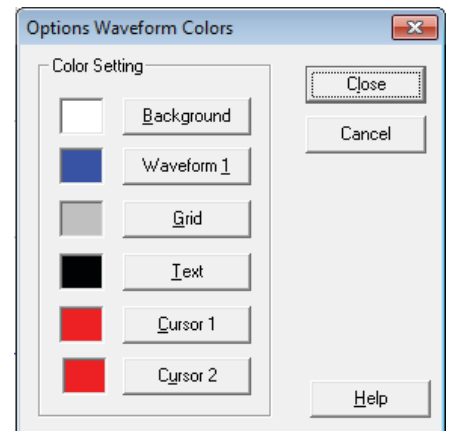 Options Waveform Colors
Color Setting
Background
Waveform 1
Grid
Text
Cursor 1
Cursor 2
Close
Cancel
Help